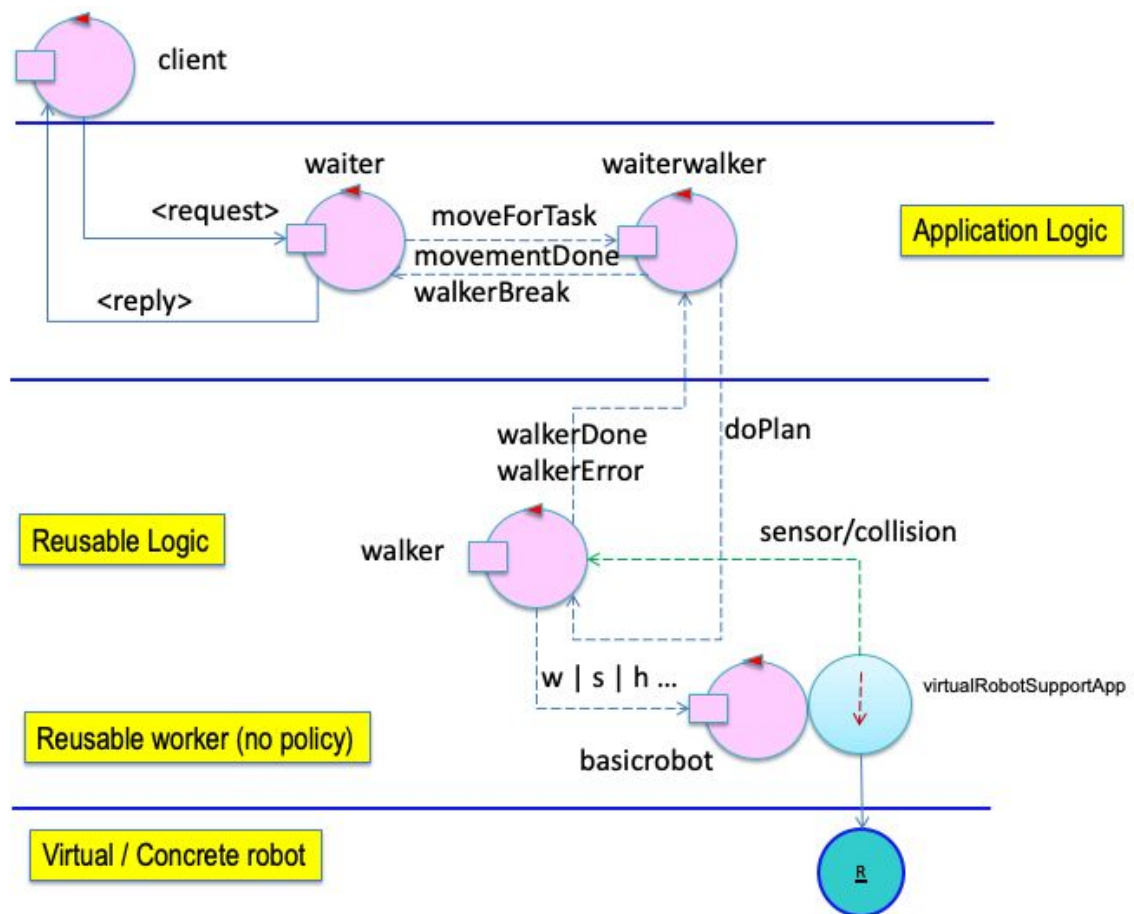 client
waiter
waiterwalker
<request>
moveForTask
Application Logic
movementDone
walkerBreak
<reply>
walkerDone
doPlan
walkerError
sensor/collision
Reusable Logic
walker
w | s | h ...
virtualRobotSupportApp
Reusable worker (no policy)
basicrobot
Virtual / Concrete robot
R